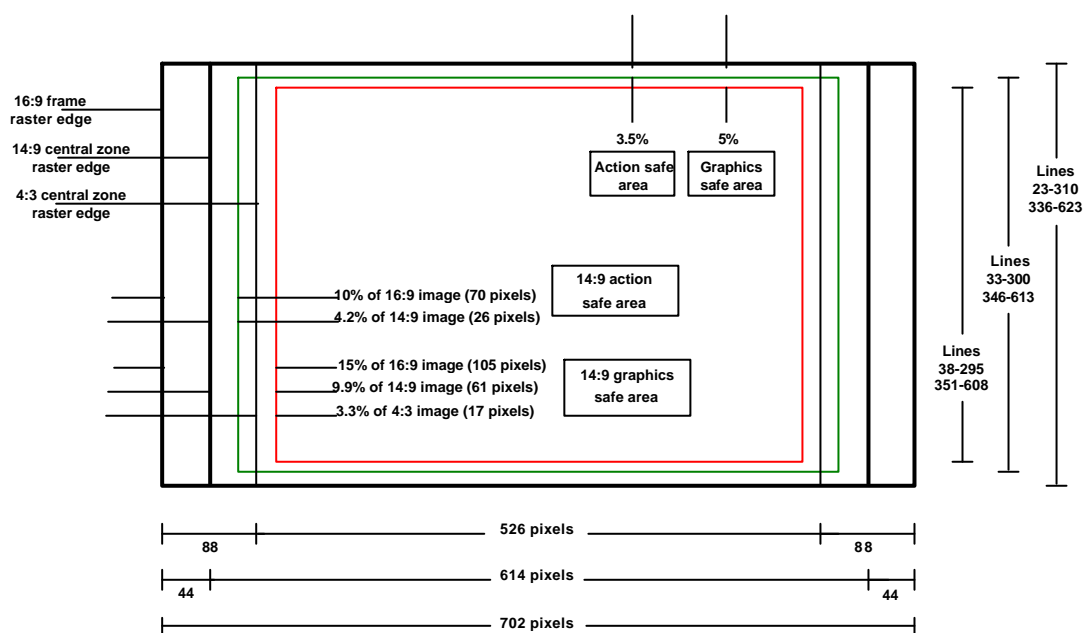 16:9 frame
raster edge
14:9 central zone
raster edge
4:3 central zone
raster edge
3.5%
Action safe
area
5%
Graphics
safe area
Lines
23-310
336-623
Lines
33-300
346-613
Lines
38-295
351-608
14:9 action
safe area
10% of 16:9 image (70 pixels)
4.2% of 14:9 image (26 pixels)
15% of 16:9 image (105 pixels)
9.9% of 14:9 image (61 pixels)
3.3% of 4:3 image (17 pixels)
14:9 graphics
safe area
526 pixels
88
88
614 pixels
44
44
702 pixels